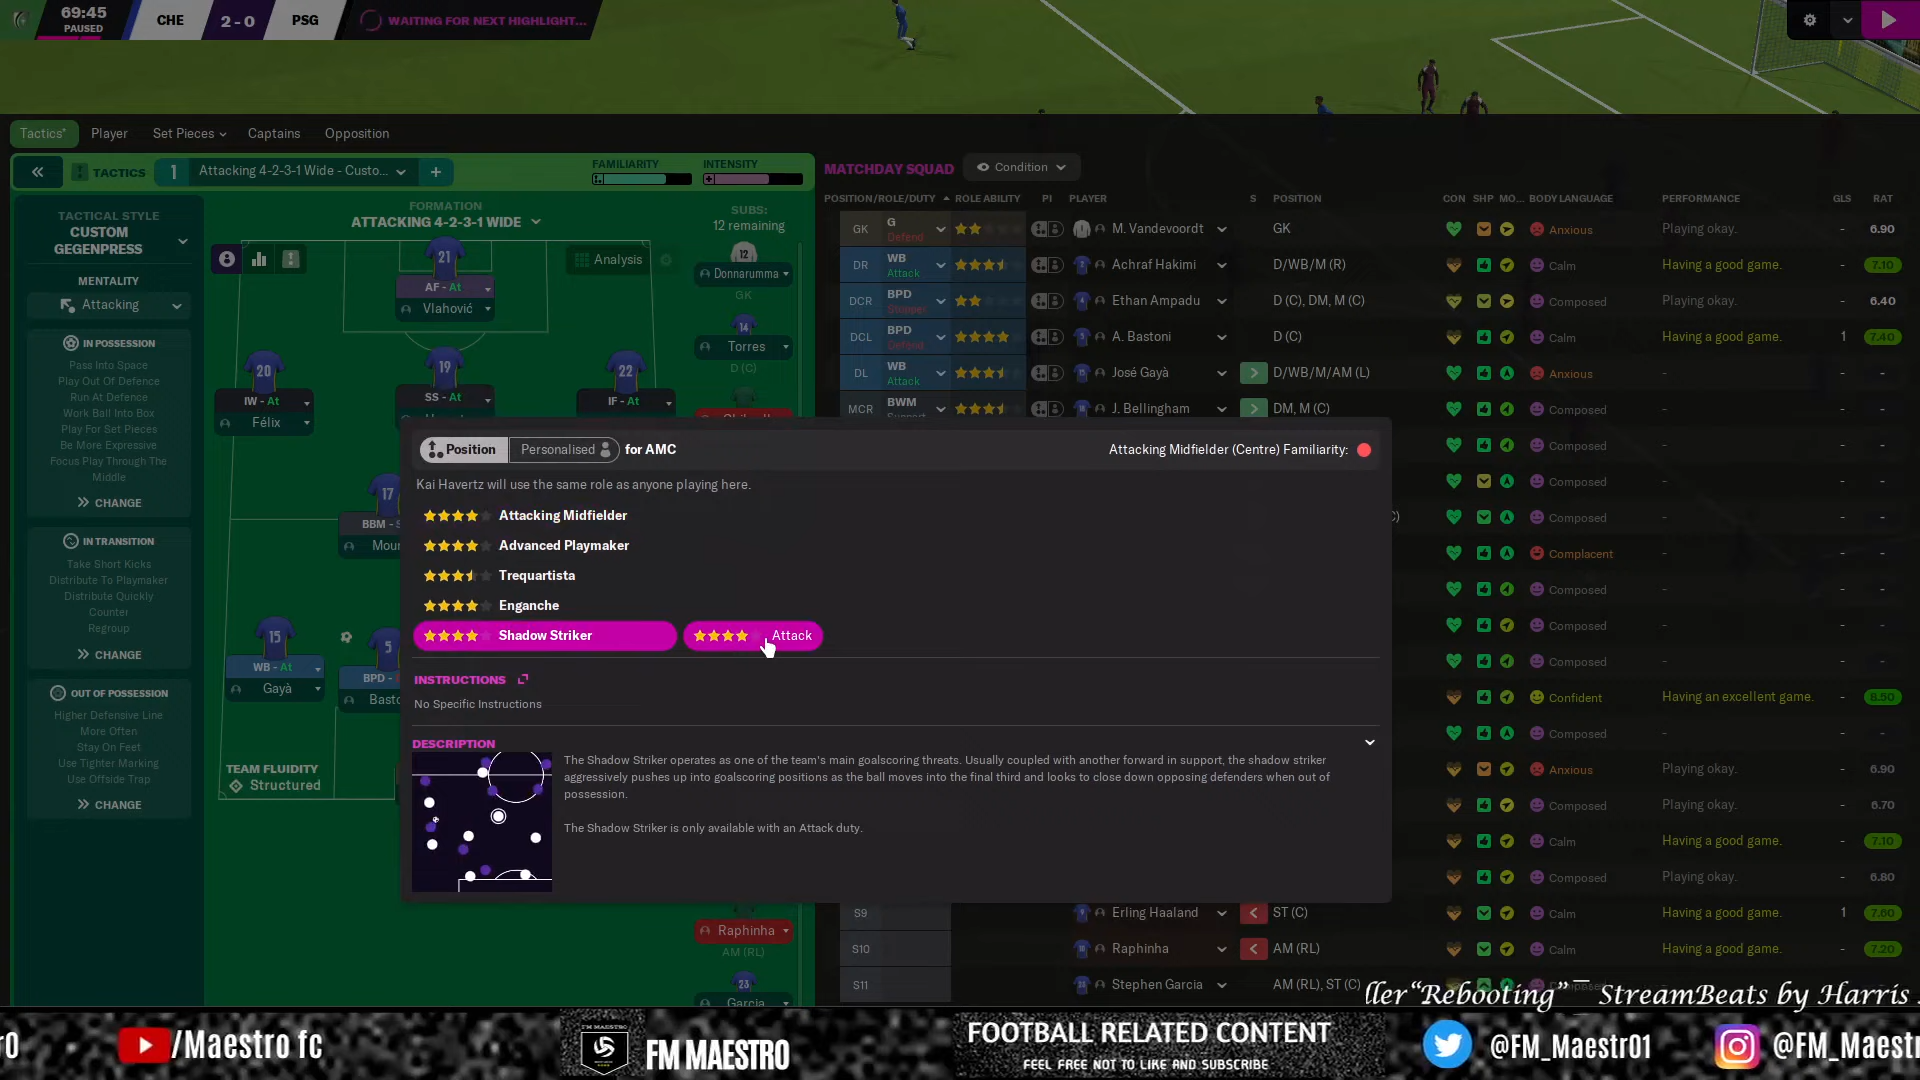 69:45
PAUSED
CHE
2 - 0
PSG
WAITING FOR NEXT HIGHLIGHT...
Tactics*
Player
Set Pieces
Captains
Opposition
TACTICS
1
Attacking 4-2-3-1 Wide - Custo...
+
FAMILIARITY
INTENSITY
TACTICAL STYLE
CUSTOM
GEGENPRESS
MENTALITY
Attacking
IN POSSESSION
Pass Into Space
Play Out Of Defence
Run At Defence
Work Ball Into Box
Play For Set Pieces
Be More Expressive
Focus Play Through The
Middle
CHANGE
IN TRANSITION
Take Short Kicks
Distribute To Playmaker
Distribute Quickly
Counter
Regroup
CHANGE
OUT OF POSSESSION
Higher Defensive Line
More Often
Stay On Feet
Use Tighter Marking
Use Offside Trap
CHANGE
FORMATION
ATTACKING 4-2-3-1 WIDE
SUBS:
12 remaining
Analysis
21
AF - At
Vlahović
20
IW - At
Félix
19
SS - At
22
IF - At
17
BBM - S
Mour
15
WB - At
Gayà
5
BPD -
Basto
TEAM FLUIDITY
Structured
12
Donnarumma
GK
14
Torres
D (C)
Raphinha
AM (RL)
23
Garcia
MATCHDAY SQUAD
Condition
POSITION/ROLE/DUTY
ROLE ABILITY
PI
PLAYER
S
POSITION
CON
SHP
MO...
BODY LANGUAGE
PERFORMANCE
GLS
RAT
GK G Defend M. Vandevoordt GK Anxious Playing okay. - 6.90
DR WB Attack Achraf Hakimi D/WB/M (R) Calm Having a good game. - 7.10
DCR BPD Stopper Ethan Ampadu D (C), DM, M (C) Composed Playing okay. - 6.40
DCL BPD Defend A. Bastoni D (C) Calm Having a good game. 1 7.40
DL WB Attack José Gayà D/WB/M/AM (L) Anxious - - -
MCR BWM Support J. Bellingham DM, M (C) Composed - - -
Composed - - -
Composed - - -
C) Composed - - -
Complacent - - -
Composed - - -
Composed - - -
Composed - - -
Confident Having an excellent game. - 8.50
Composed - - -
Anxious Playing okay. - 6.90
Composed Playing okay. - 6.70
Calm Having a good game. - 7.10
Composed Playing okay. - 6.80
S9 Erling Haaland ST (C) Calm Having a good game. 1 7.60
S10 Raphinha AM (RL) Calm Having a good game. - 7.20
S11 Stephen Garcia AM (RL), ST (C)
Position
Personalised
for AMC
Attacking Midfielder (Centre) Familiarity:
Kai Havertz will use the same role as anyone playing here.
Attacking Midfielder
Advanced Playmaker
Trequartista
Enganche
Shadow Striker
Attack
INSTRUCTIONS
No Specific Instructions
DESCRIPTION
The Shadow Striker operates as one of the team's main goalscoring threats. Usually coupled with another forward in support, the shadow striker
aggressively pushes up into goalscoring positions as the ball moves into the final third and looks to close down opposing defenders when out of
possession.
The Shadow Striker is only available with an Attack duty.
ller “Rebooting” — StreamBeats by Harris
r0
/Maestro fc
FM MAESTRO
FM MAESTRO
FOOTBALL RELATED CONTENT
FEEL FREE NOT TO LIKE AND SUBSCRIBE
@FM_Maestr01
@FM_Maestr